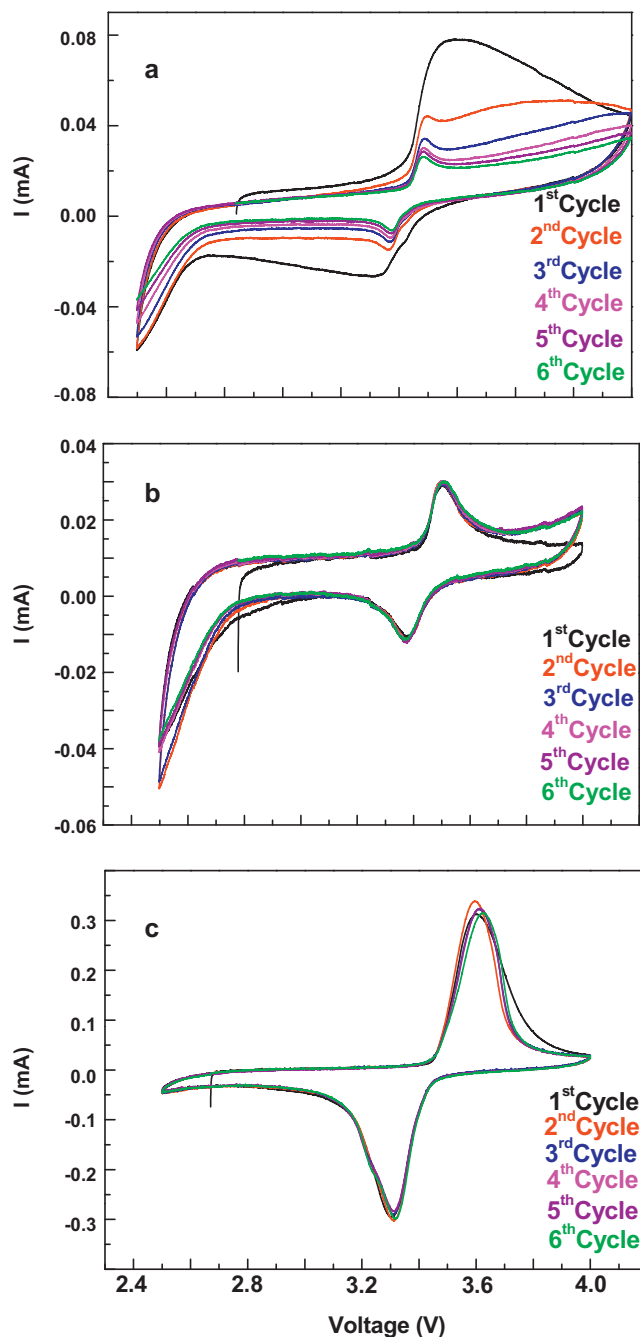 0.08
a
0.04
I (mA)
0.00
1stCycle
2ndCycle
-0.04
3rdCycle
4thCycle
5thCycle
-0.08
6thCycle
0.04
b
0.02
0.00
I (mA)
1stCycle
-0.02
2ndCycle
3rdCycle
-0.04
4thCycle
5thCycle
6thCycle
-0.06
c
0.3
0.2
0.1
I (mA)
0.0
1stCycle
-0.1
2ndCycle
3rdCycle
-0.2
4thCycle
5thCycle
-0.3
6thCycle
2.4 2.8 3.2 3.6 4.0
Voltage (V)